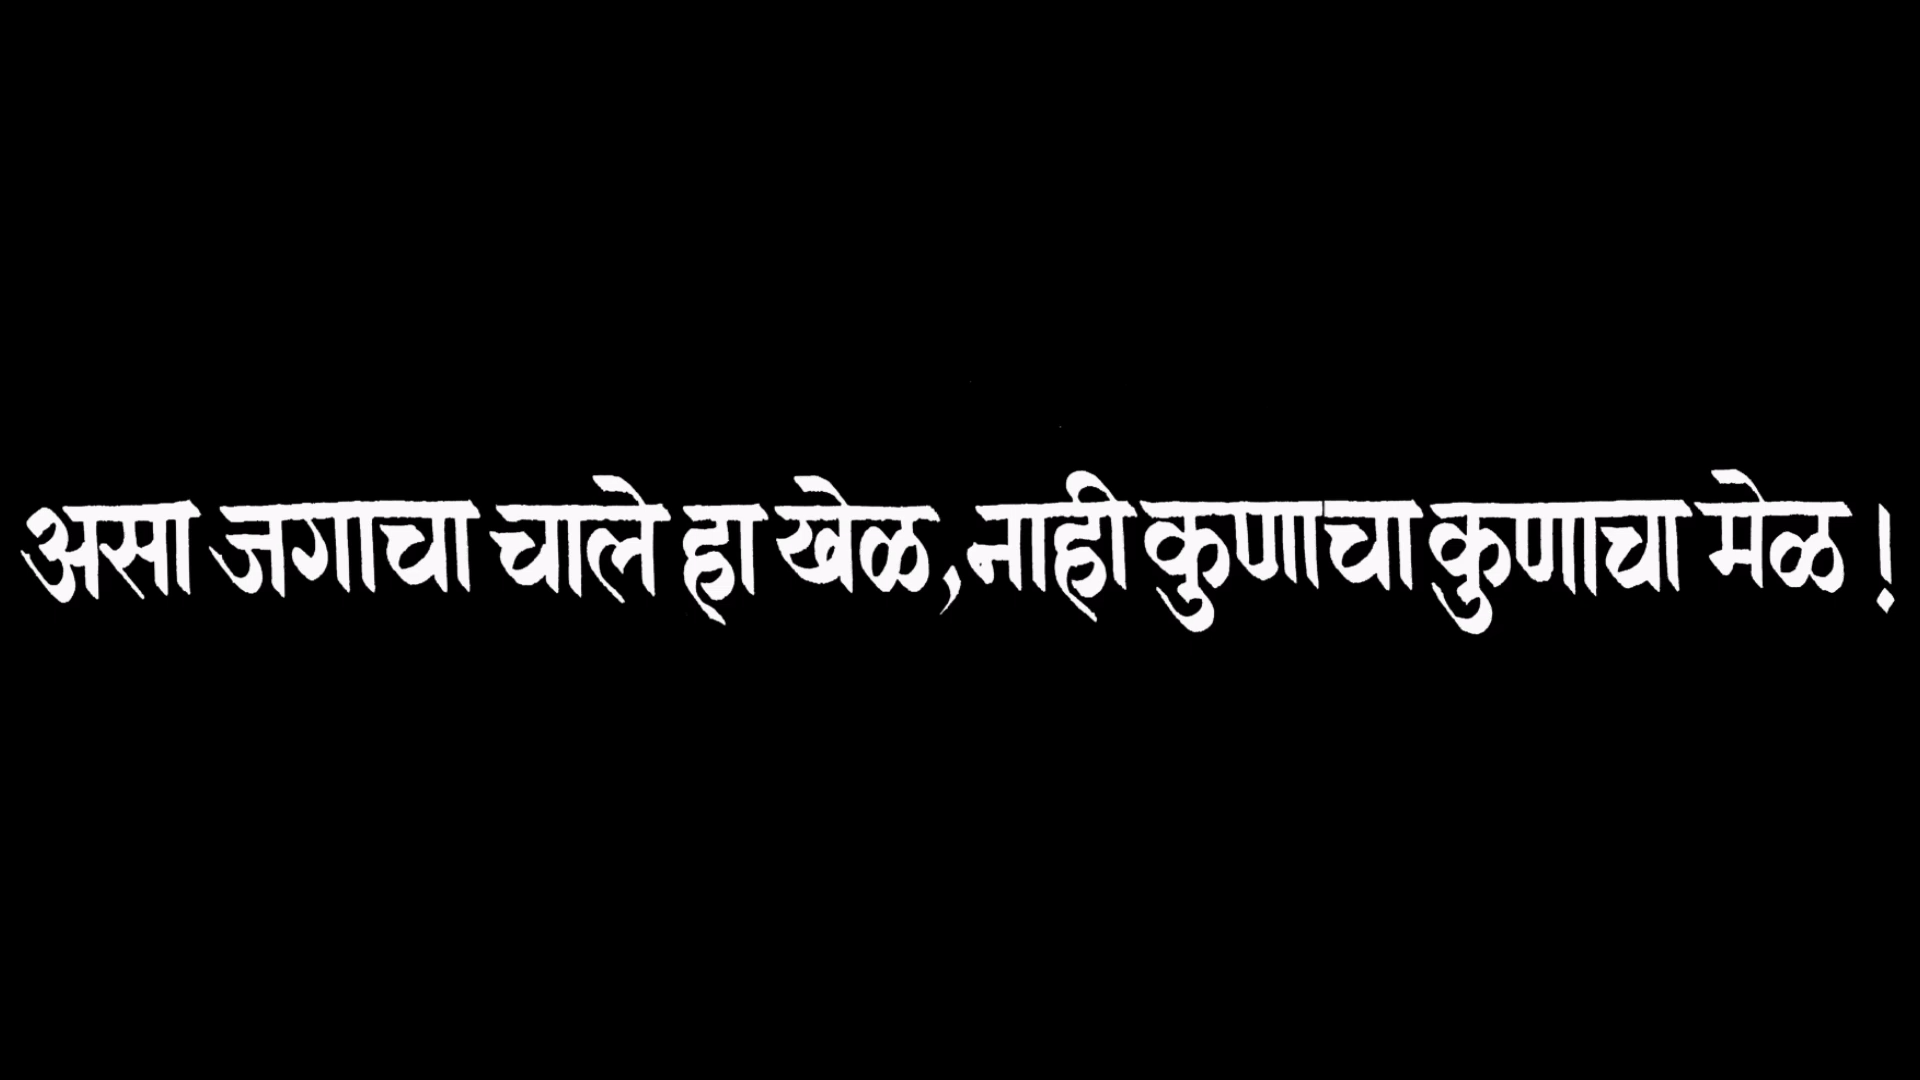 असा जगाचा चाले हा खेळ, नाही कुणाचा कुणाचा मेळ !